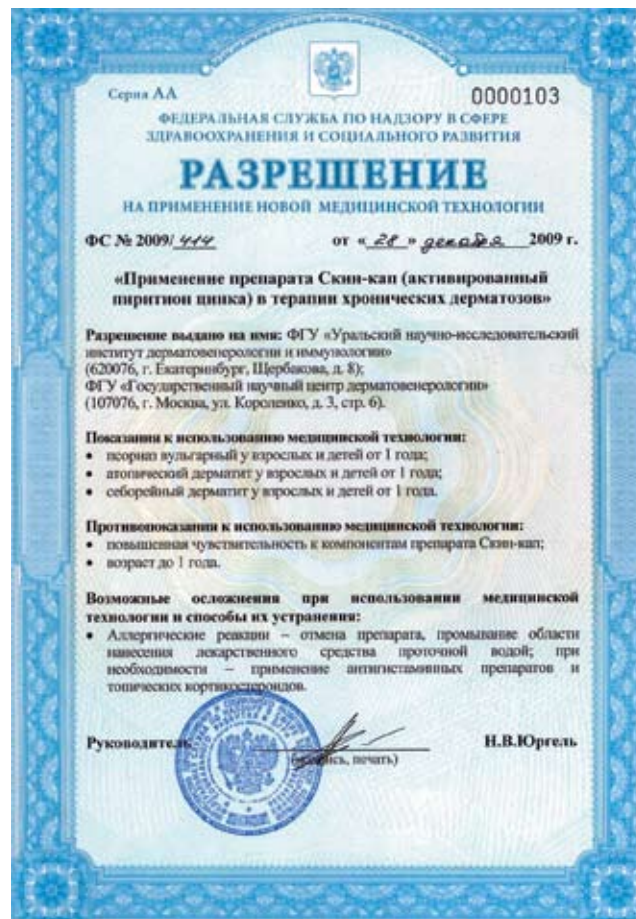 Серия АА
0000103
ФЕДЕРАЛЬНАЯ СЛУЖБА ПО НАДЗОРУ В СФЕРЕ
ЗДРАВООХРАНЕНИЯ И СОЦИАЛЬНОГО РАЗВИТИЯ
РАЗРЕШЕНИЕ
НА ПРИМЕНЕНИЕ НОВОЙ МЕДИЦИНСКОЙ ТЕХНОЛОГИИ
ФС № 2009/ 414 от « 28 » декабря 2009 г.
«Применение препарата Скин-кап (активированный
пиритион цинка) в терапии хронических дерматозов»
Разрешение выдано на имя: ФГУ «Уральский научно-исследовательский
институт дерматовенерологии и иммунологии»
(620076, г. Екатеринбург, Щербакова, д. 8);
ФГУ «Государственный научный центр дерматовенерологии»
(107076, г. Москва, ул. Короленко, д. 3, стр. 6).
Показания к использованию медицинской технологии:
• псориаз вульгарный у взрослых и детей от 1 года;
• атопический дерматит у взрослых и детей от 1 года;
• себорейный дерматит у взрослых и детей от 1 года.
Противопоказания к использованию медицинской технологии:
• повышенная чувствительность к компонентам препарата Скин-кап;
• возраст до 1 года.
Возможные осложнения при использовании медицинской
технологии и способы их устранения:
• Аллергические реакции – отмена препарата, промывание области
нанесения лекарственного средства проточной водой; при
необходимости – применение антигистаминных препаратов и
топических кортикостероидов.
Руководитель
Н.В.Юргель
(подпись, печать)